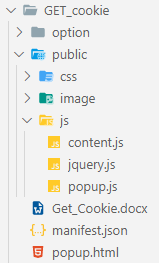 GET_cookie
option
public
css
image
js
content.js
jquery.js
popup.js
Get_Cookie.docx
manifest.json
popup.html